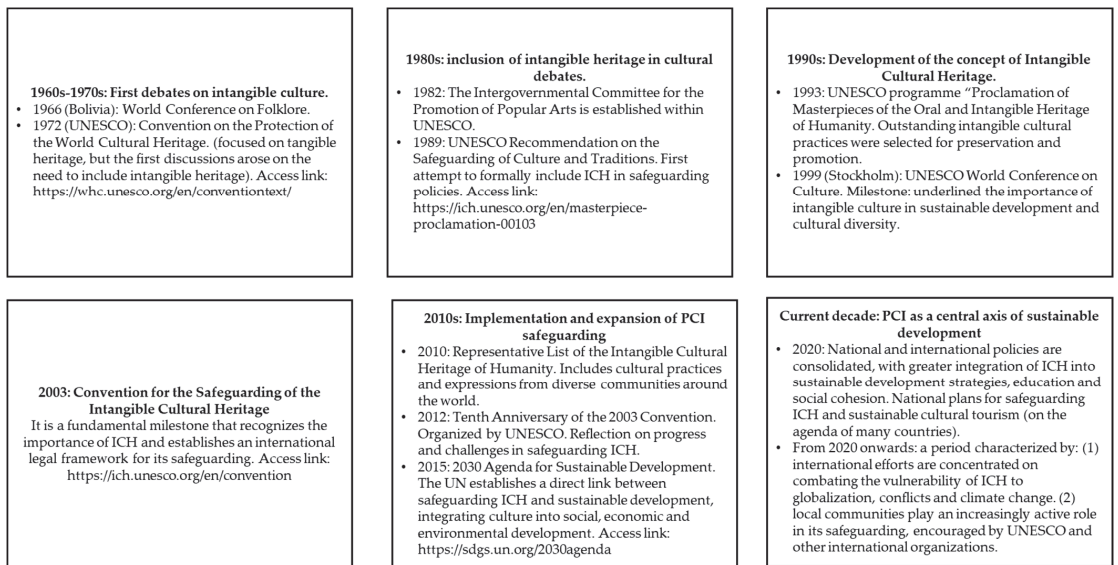 1960s-1970s: First debates on intangible culture.
• 1966 (Bolivia): World Conference on Folklore.
• 1972 (UNESCO): Convention on the Protection of
the World Cultural Heritage. (focused on tangible
heritage, but the first discussions arose on the
need to include intangible heritage). Access link:
https://whc.unesco.org/en/conventiontext/
1980s: inclusion of intangible heritage in cultural
debates.
• 1982: The Intergovernmental Committee for the
Promotion of Popular Arts is established within
UNESCO.
• 1989: UNESCO Recommendation on the
Safeguarding of Culture and Traditions. First
attempt to formally include ICH in safeguarding
policies. Access link:
https://ich.unesco.org/en/masterpiece-
proclamation-00103
1990s: Development of the concept of Intangible
Cultural Heritage.
• 1993: UNESCO programme “Proclamation of
Masterpieces of the Oral and Intangible Heritage
of Humanity. Outstanding intangible cultural
practices were selected for preservation and
promotion.
• 1999 (Stockholm): UNESCO World Conference on
Culture. Milestone: underlined the importance of
intangible culture in sustainable development and
cultural diversity.
2003: Convention for the Safeguarding of the
Intangible Cultural Heritage
It is a fundamental milestone that recognizes the
importance of ICH and establishes an international
legal framework for its safeguarding. Access link:
https://ich.unesco.org/en/convention
2010s: Implementation and expansion of PCI
safeguarding
• 2010: Representative List of the Intangible Cultural
Heritage of Humanity. Includes cultural practices
and expressions from diverse communities around
the world.
• 2012: Tenth Anniversary of the 2003 Convention.
Organized by UNESCO. Reflection on progress
and challenges in safeguarding ICH.
• 2015: 2030 Agenda for Sustainable Development.
The UN establishes a direct link between
safeguarding ICH and sustainable development,
integrating culture into social, economic and
environmental development. Access link:
https://sdgs.un.org/2030agenda
Current decade: PCI as a central axis of sustainable
development
• 2020: National and international policies are
consolidated, with greater integration of ICH into
sustainable development strategies, education and
social cohesion. National plans for safeguarding
ICH and sustainable cultural tourism (on the
agenda of many countries).
• From 2020 onwards: a period characterized by: (1)
international efforts are concentrated on
combating the vulnerability of ICH to
globalization, conflicts and climate change. (2)
local communities play an increasingly active role
in its safeguarding, encouraged by UNESCO and
other international organizations.